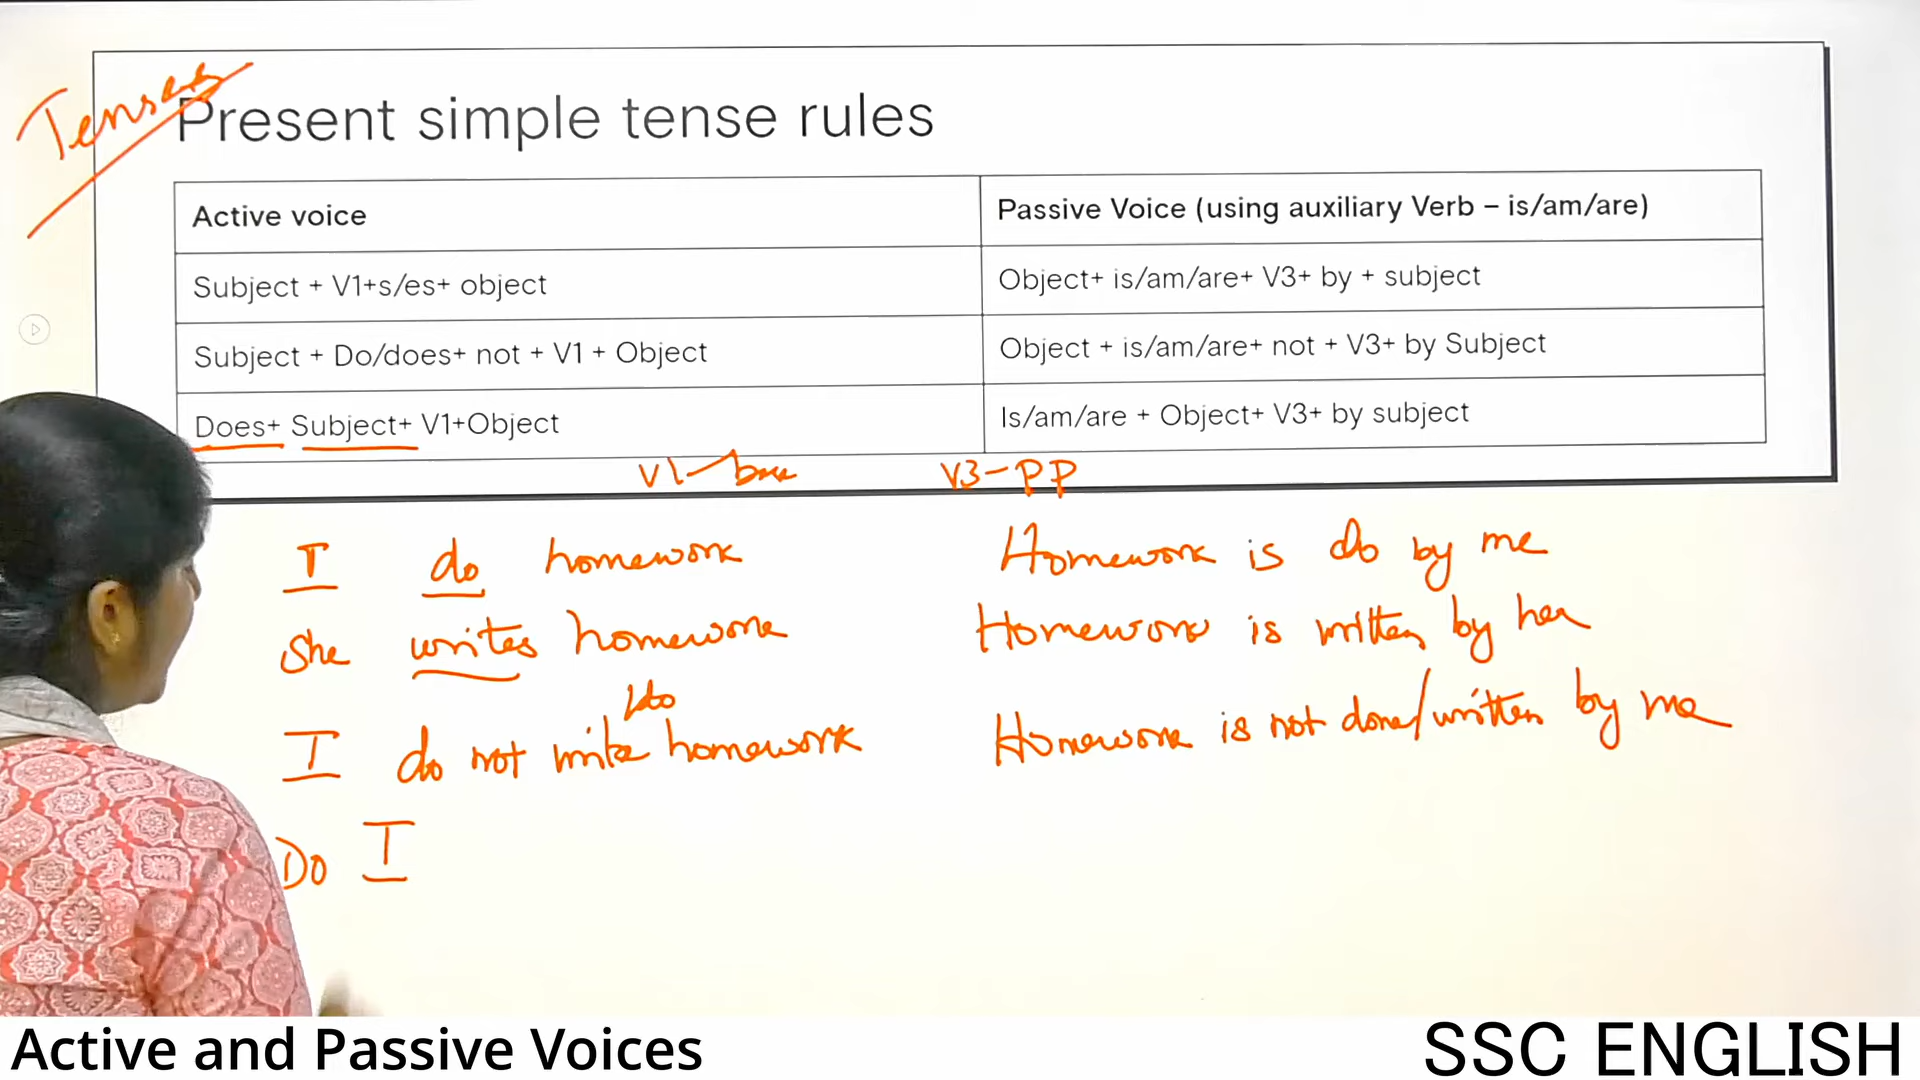 Tenses
Present simple tense rules
Active voice
Passive Voice (using auxiliary Verb – is/am/are)
Subject + V1+s/es+ object
Object+ is/am/are+ V3+ by + subject
Subject + Do/does+ not + V1 + Object
Object + is/am/are+ not + V3+ by Subject
Does+ Subject+ V1+Object
Is/am/are + Object+ V3+ by subject
V1 – base
V3 – PP
I do homework
Homework is do by me
She writes homework
Homework is written by her
do
I do not write homework
Homework is not done/written by me
Do I
Active and Passive Voices
SSC ENGLISH